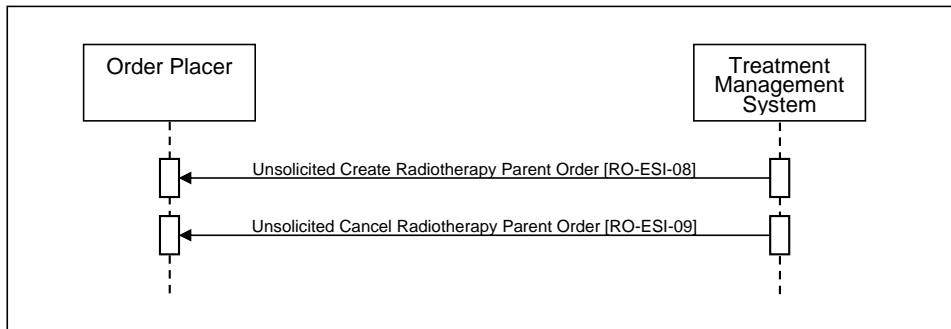 Order Placer
Treatment
Management
System
Unsolicited Create Radiotherapy Parent Order [RO-ESI-08]
Unsolicited Cancel Radiotherapy Parent Order [RO-ESI-09]